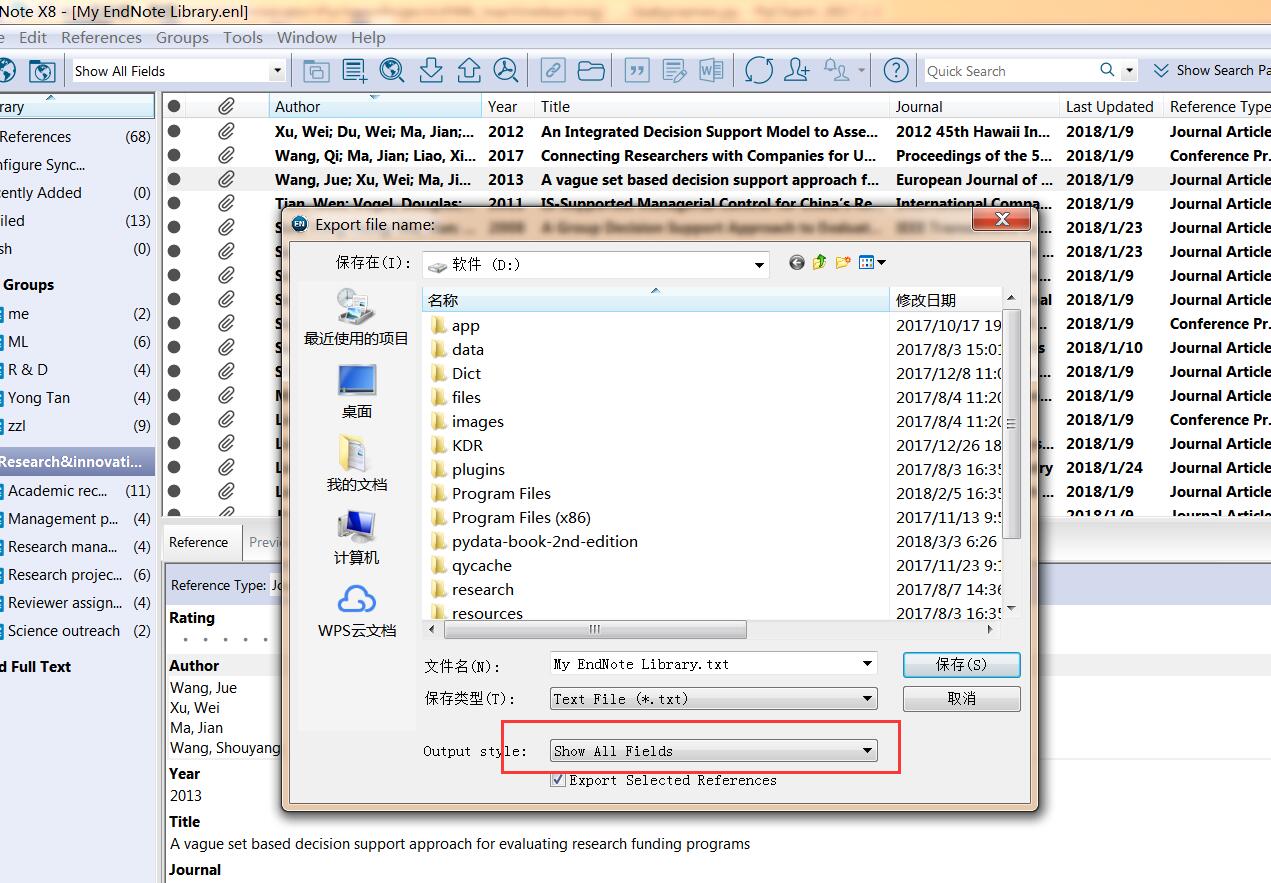 Note X8 - [My EndNote Library.enl]
Edit References Groups Tools Window Help
Show All Fields
Quick Search
Show Search Pa
rary
References (68)
nfigure Sync...
cently Added (0)
iled (13)
sh (0)
Groups
me (2)
ML (6)
R & D (4)
Yong Tan (4)
zzl (9)
Research&innovati...
Academic rec... (11)
Management p... (4)
Research mana... (4)
Research projec... (6)
Reviewer assign... (4)
Science outreach (2)
d Full Text
Author Year Title Journal Last Updated Reference Type
Xu, Wei; Du, Wei; Ma, Jian;... 2012 An Integrated Decision Support Model to Asse... 2012 45th Hawaii In... 2018/1/9 Journal Article
Wang, Qi; Ma, Jian; Liao, Xi... 2017 Connecting Researchers with Companies for U... Proceedings of the 5... 2018/1/9 Conference Pr.
Wang, Jue; Xu, Wei; Ma, Ji... 2013 A vague set based decision support approach f... European Journal of ... 2018/1/9 Journal Article
Tian, Wen; Vogel, Douglas; 2011 IS-Supported Managerial Control for China's Re... International Compa... 2018/1/9 Journal Article
2018/1/23 Journal Article
2018/1/23 Journal Article
2018/1/9 Journal Article
al 2018/1/9 Journal Article
2018/1/9 Conference Pr.
s 2018/1/10 Journal Article
... 2018/1/9 Journal Article
... 2018/1/9 Journal Article
2018/1/9 Conference Pr.
s... 2018/1/9 Journal Article
ry 2018/1/24 Journal Article
... 2018/1/9 Journal Article
EN Export file name:
保存在(I): 软件 (D:)
最近使用的项目
桌面
我的文档
计算机
WPS云文档
名称 修改日期
app 2017/10/17 19
data 2017/8/3 15:01
Dict 2017/12/8 11:0
files 2017/8/4 11:20
images 2017/8/4 11:20
KDR 2017/12/26 18
plugins 2017/8/3 16:35
Program Files 2018/2/5 16:35
Program Files (x86) 2017/11/13 9:5
pydata-book-2nd-edition 2018/3/3 6:26
qycache 2017/11/23 9:1
research 2017/8/7 14:36
resources 2017/8/3 16:35
文件名(N): My EndNote Library.txt 保存(S)
保存类型(T): Text File (*.txt) 取消
Output style: Show All Fields
Export Selected References
Reference Previ
Reference Type: Jo
Rating
Author
Wang, Jue
Xu, Wei
Ma, Jian
Wang, Shouyang
Year
2013
Title
A vague set based decision support approach for evaluating research funding programs
Journal